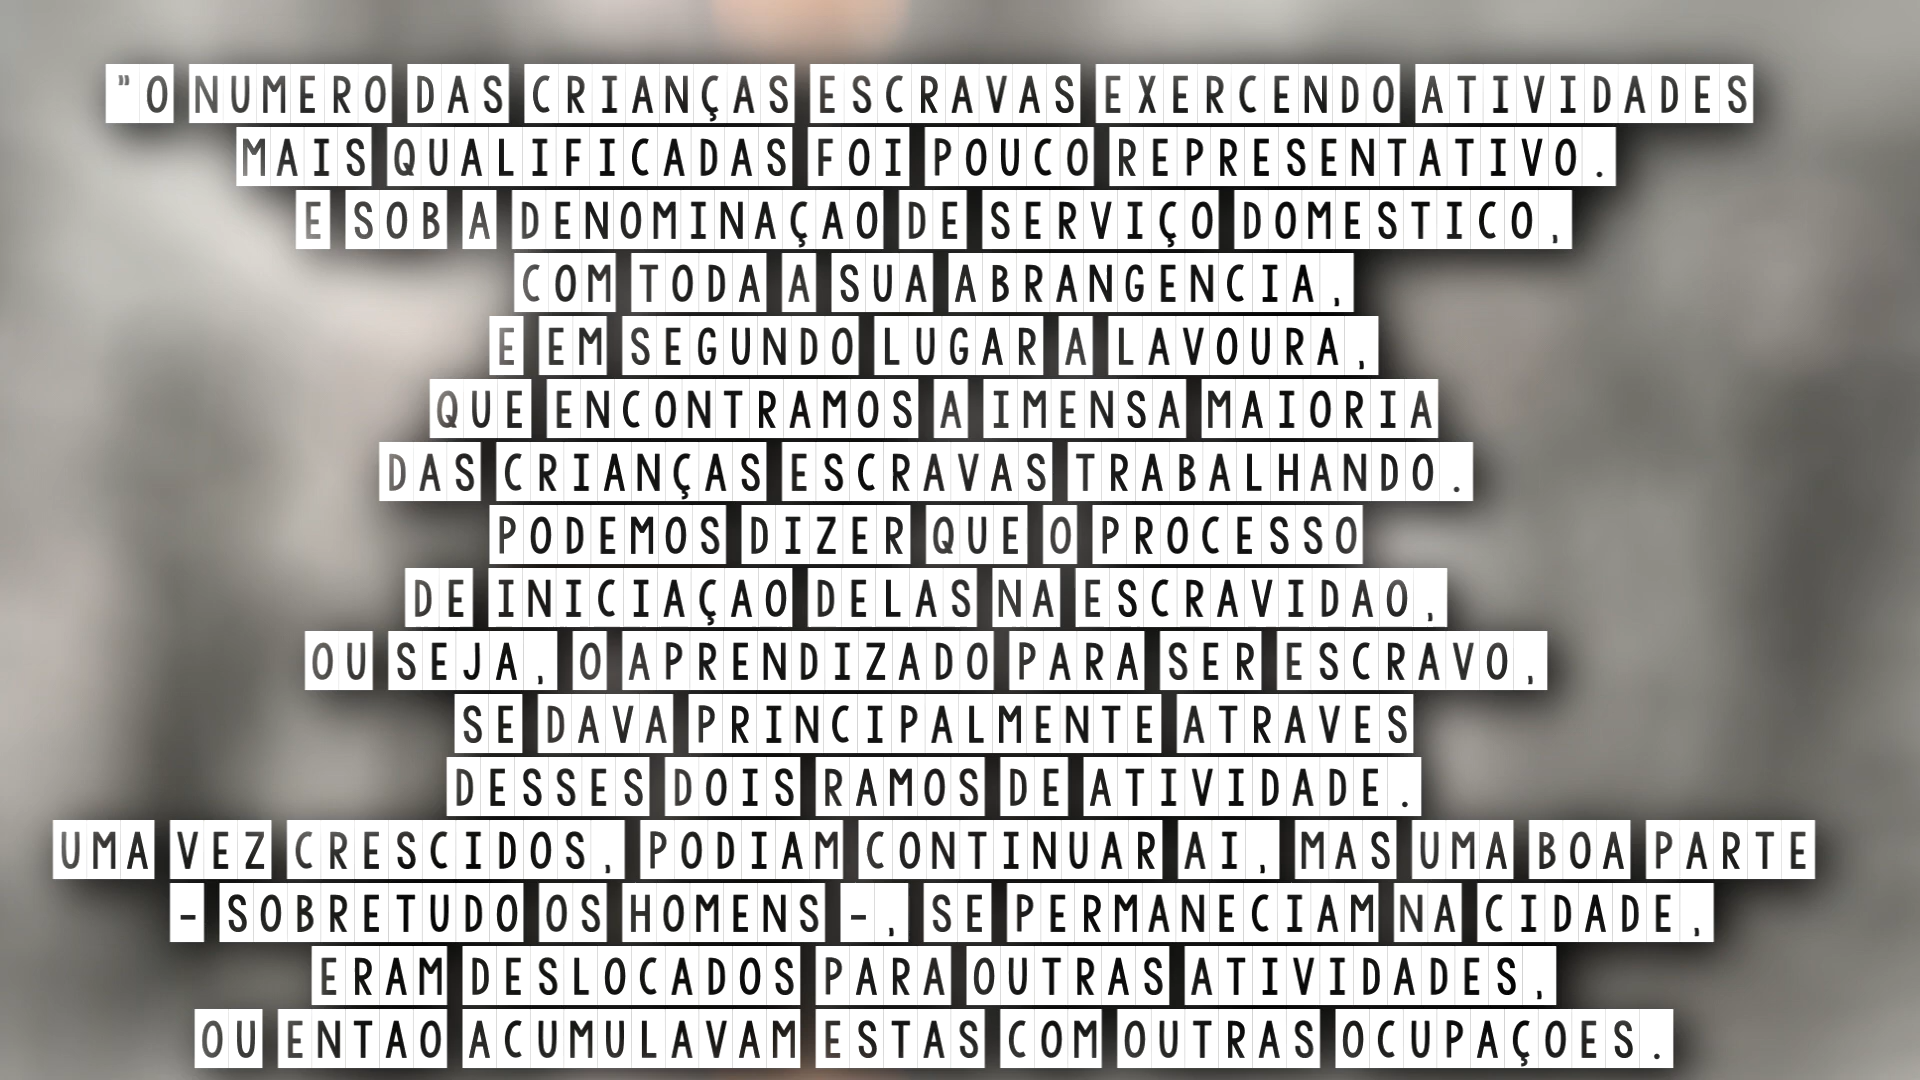 "O NUMERO DAS CRIANÇAS ESCRAVAS EXERCENDO ATIVIDADES
MAIS QUALIFICADAS FOI POUCO REPRESENTATIVO.
E SOB A DENOMINAÇAO DE SERVIÇO DOMESTICO,
COM TODA A SUA ABRANGENCIA,
E EM SEGUNDO LUGAR A LAVOURA,
QUE ENCONTRAMOS A IMENSA MAIORIA
DAS CRIANÇAS ESCRAVAS TRABALHANDO.
PODEMOS DIZER QUE O PROCESSO
DE INICIAÇAO DELAS NA ESCRAVIDAO,
OU SEJA, O APRENDIZADO PARA SER ESCRAVO,
SE DAVA PRINCIPALMENTE ATRAVES
DESSES DOIS RAMOS DE ATIVIDADE.
UMA VEZ CRESCIDOS, PODIAM CONTINUAR AI, MAS UMA BOA PARTE
- SOBRETUDO OS HOMENS -, SE PERMANECIAM NA CIDADE,
ERAM DESLOCADOS PARA OUTRAS ATIVIDADES,
OU ENTAO ACUMULAVAM ESTAS COM OUTRAS OCUPAÇOES.